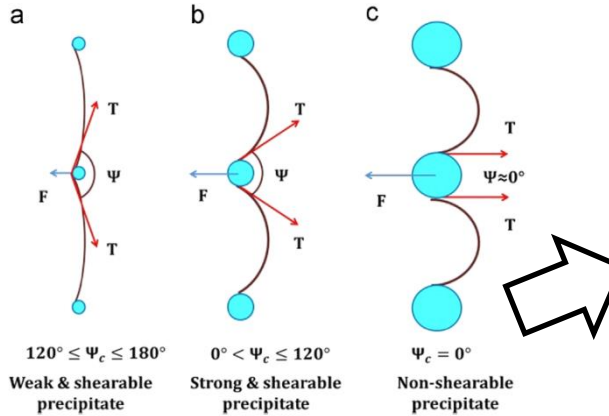 a
b
c
T
Ψ
F
T
T
Ψ
F
T
T
Ψ≈0°
F
T
120° ≤ Ψc ≤ 180°
0° < Ψc ≤ 120°
Ψc = 0°
Weak & shearable
precipitate
Strong & shearable
precipitate
Non-shearable
precipitate